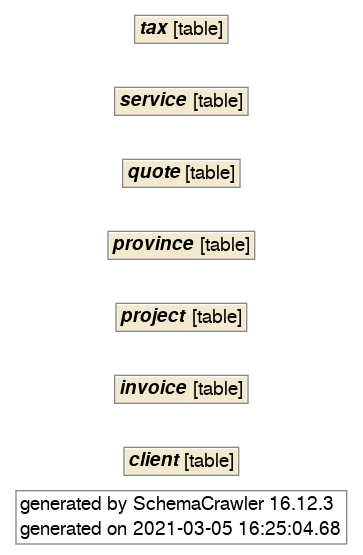 tax [table]
service [table]
quote [table]
province [table]
project [table]
invoice [table]
client [table]
generated by SchemaCrawler 16.12.3
generated on 2021-03-05 16:25:04.68